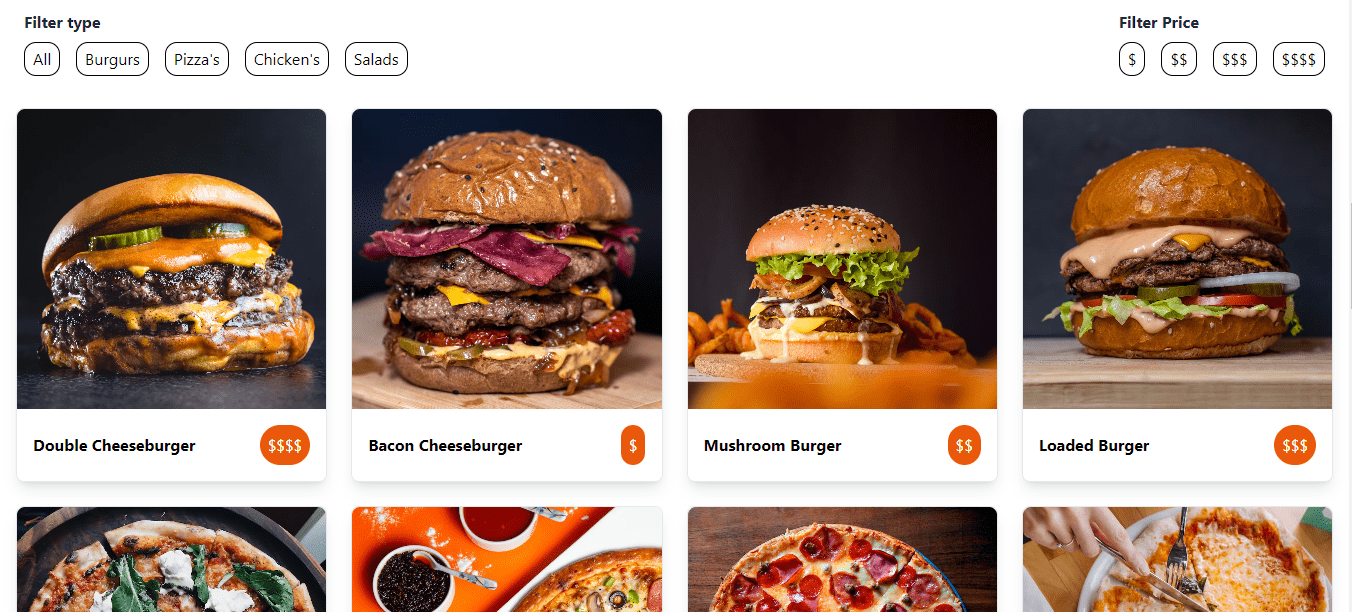 Filter type
All Burgurs Pizza's Chicken's Salads
Filter Price
$ $$ $$$ $$$$
Double Cheeseburger $$$$
Bacon Cheeseburger $
Mushroom Burger $$
Loaded Burger $$$